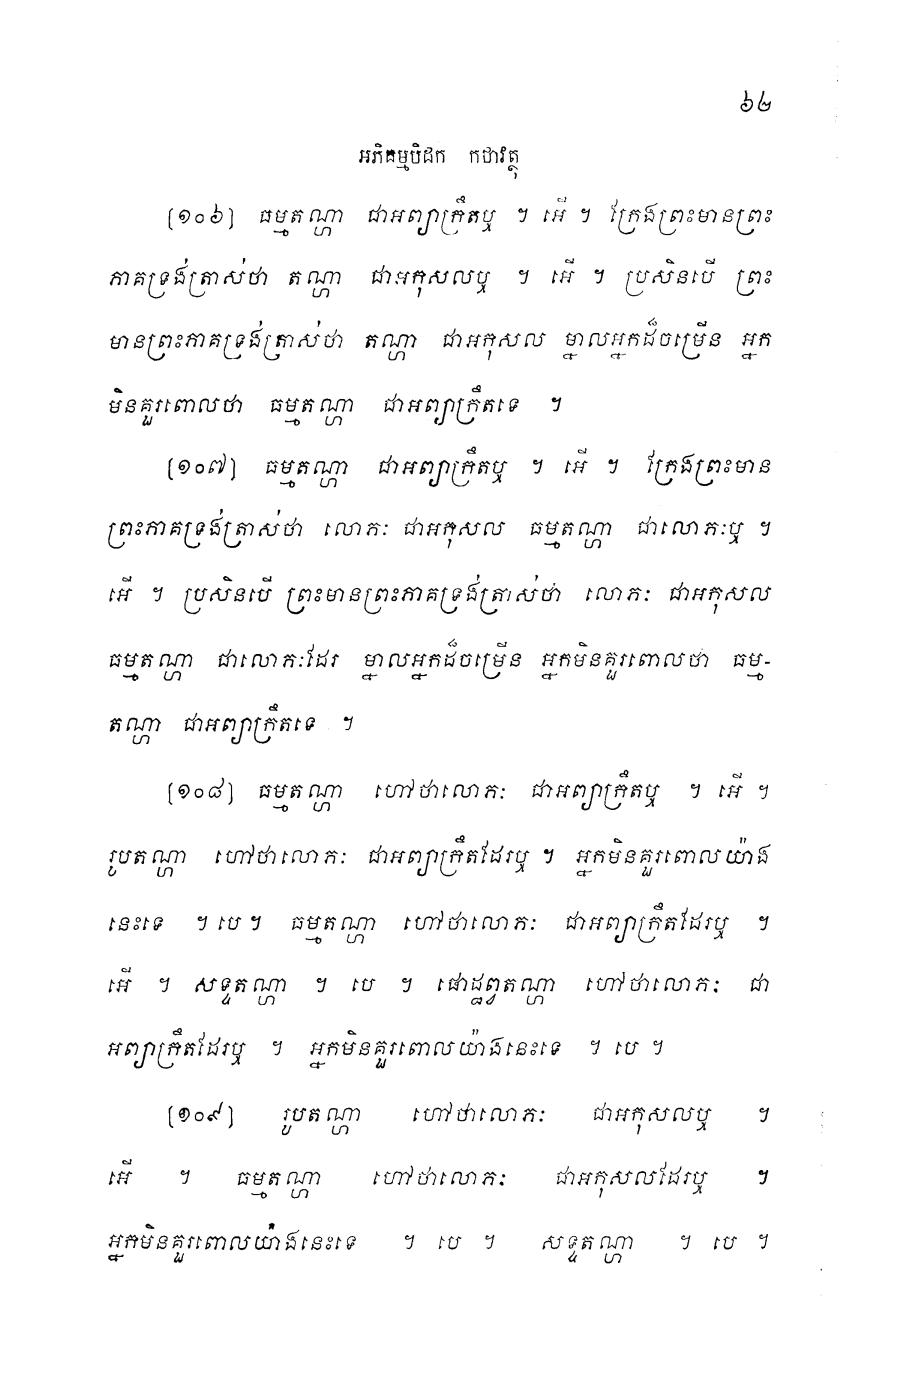 ៦២
អភិធម្មបិដក កថាវត្ថុ
[១០៦] ធម្មតណ្ហា ជាអព្យាក្រឹតឬ ។ អើ ។ ក្រែងព្រះមានព្រះ
ភាគទ្រង់ត្រាស់ថា តណ្ហា ជាអកុសលឬ ។ អើ ។ ប្រសិនបើ ព្រះ
មានព្រះភាគទ្រង់ត្រាស់ថា តណ្ហា ជាអកុសល ម្នាលអ្នកដ៏ចម្រើន អ្នក
មិនគួរពោលថា ធម្មតណ្ហា ជាអព្យាក្រឹតទេ ។
[១០៧] ធម្មតណ្ហា ជាអព្យាក្រឹតឬ ។ អើ ។ ក្រែងព្រះមាន
ព្រះភាគទ្រង់ត្រាស់ថា លោភៈ ជាអកុសល ធម្មតណ្ហា ជាលោភៈឬ ។
អើ ។ ប្រសិនបើ ព្រះមានព្រះភាគទ្រង់ត្រាស់ថា លោភៈ ជាអកុសល
ធម្មតណ្ហា ជាលោភៈដែរ ម្នាលអ្នកដ៏ចម្រើន អ្នកមិនគួរពោលថា ធម្ម-
តណ្ហា ជាអព្យាក្រឹតទេ ។
[១០៨] ធម្មតណ្ហា ហៅថាលោភៈ ជាអព្យាក្រឹតឬ ។ អើ ។
រូបតណ្ហា ហៅថាលោភៈ ជាអព្យាក្រឹតដែរឬ ។ អ្នកមិនគួរពោលយ៉ាង
នេះទេ ។ បេ ។ ធម្មតណ្ហា ហៅថាលោភៈ ជាអព្យាក្រឹតដែរឬ ។
អើ ។ សទ្ទតណ្ហា ។ បេ ។ ផោដ្ឋព្វតណ្ហា ហៅថាលោភៈ ជា
អព្យាក្រឹតដែរឬ ។ អ្នកមិនគួរពោលយ៉ាងនេះទេ ។ បេ ។
[១០៩] រូបតណ្ហា ហៅថាលោភៈ ជាអកុសលឬ ។
អើ ។ ធម្មតណ្ហា ហៅថាលោភៈ ជាអកុសលដែរឬ ។
អ្នកមិនគួរពោលយ៉ាងនេះទេ ។ បេ ។ សទ្ទតណ្ហា ។ បេ ។